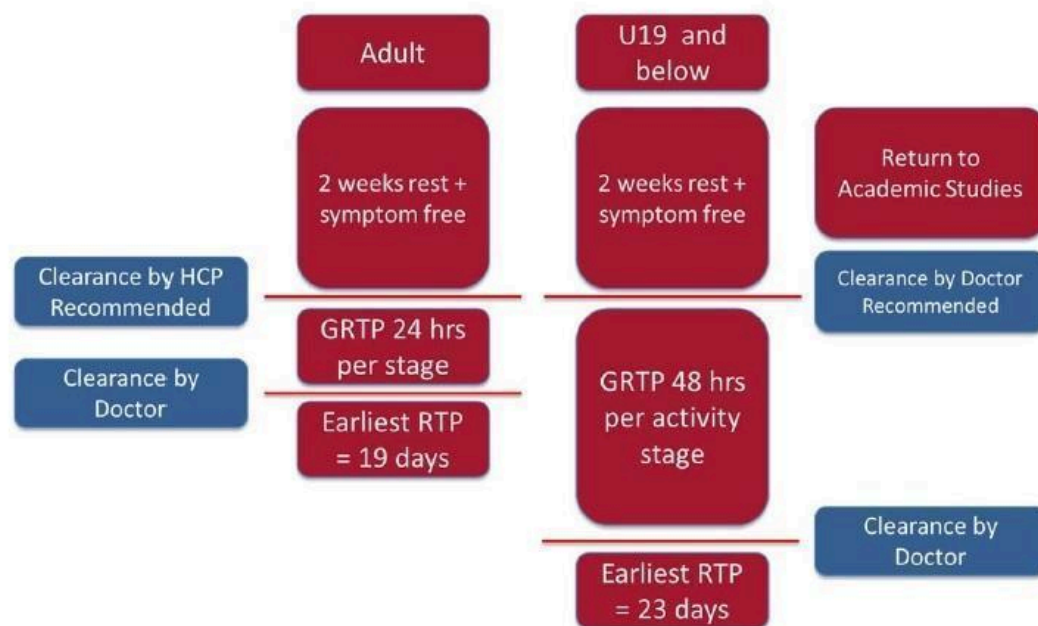 Adult
U19 and
below
2 weeks rest +
symptom free
2 weeks rest +
symptom free
Return to
Academic Studies
Clearance by HCP
Recommended
Clearance by Doctor
Recommended
GRTP 24 hrs
per stage
GRTP 48 hrs
per activity
stage
Clearance by
Doctor
Earliest RTP
= 19 days
Clearance by
Doctor
Earliest RTP
= 23 days